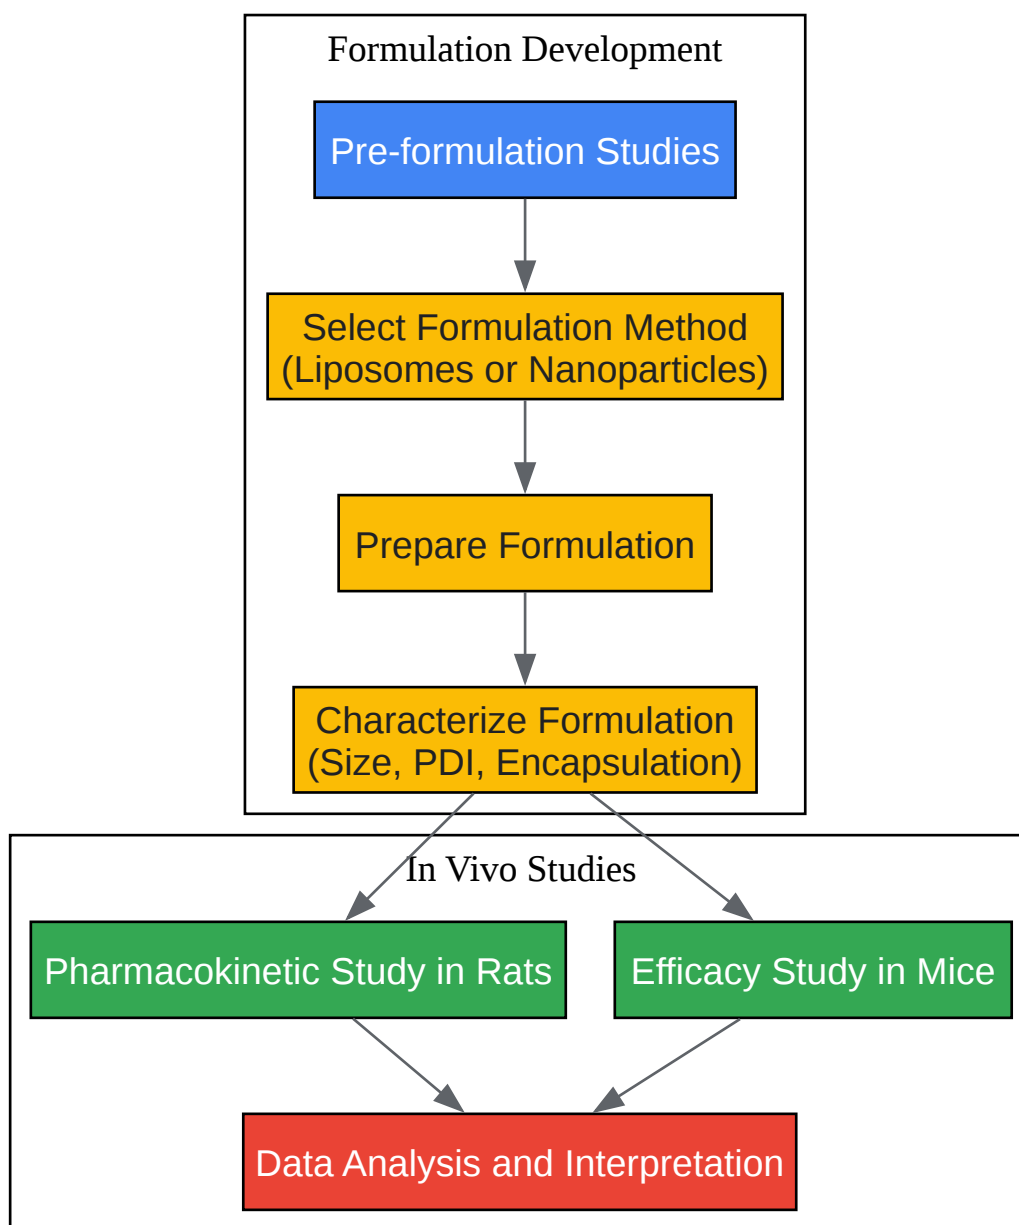 Formulation Development
Pre-formulation Studies
Select Formulation Method
(Liposomes or Nanoparticles)
Prepare Formulation
Characterize Formulation
(Size, PDI, Encapsulation)
In Vivo Studies
Pharmacokinetic Study in Rats
Efficacy Study in Mice
Data Analysis and Interpretation